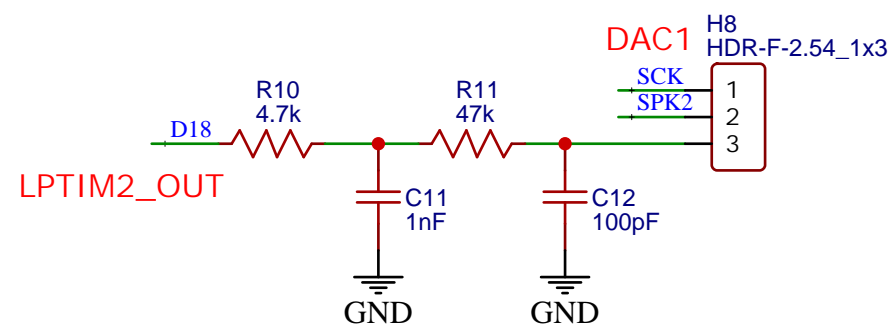 H8
DAC1
HDR-F-2.54_1x3
SCK
1
SPK2
2
3
R10
4.7k
R11
47k
D18
LPTIM2_OUT
C11
1nF
C12
100pF
GND
GND